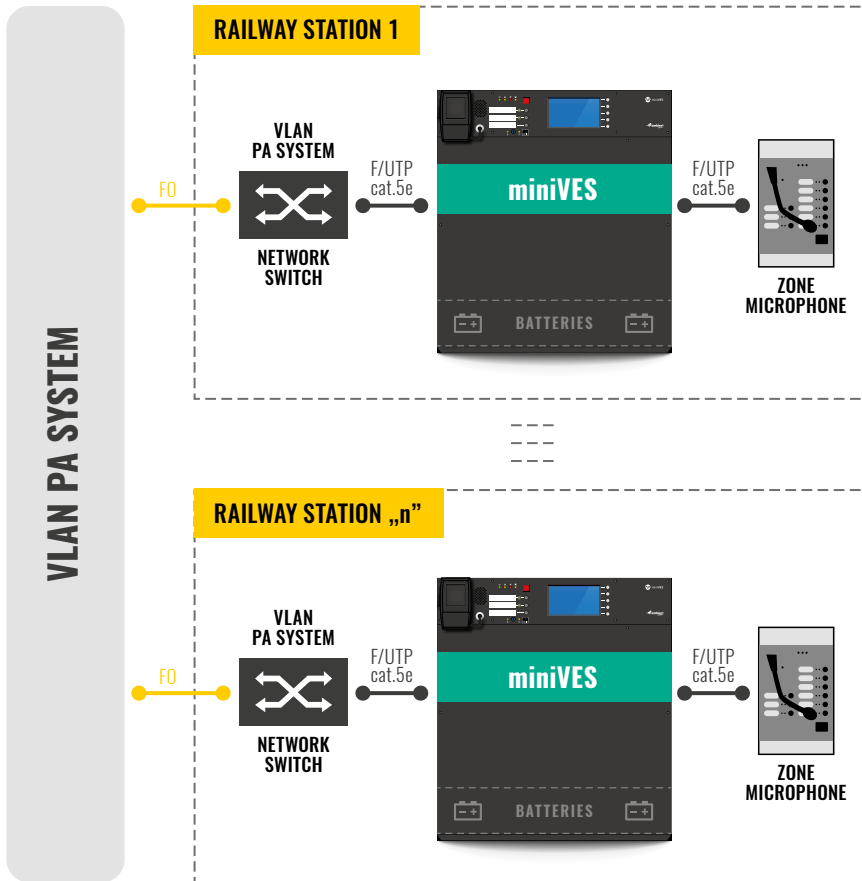 VLAN PA SYSTEM
RAILWAY STATION 1
VLAN
PA SYSTEM
FO
NETWORK
SWITCH
F/UTP
cat.5e
miniVES
BATTERIES
F/UTP
cat.5e
ZONE
MICROPHONE
RAILWAY STATION „n”
VLAN
PA SYSTEM
FO
NETWORK
SWITCH
F/UTP
cat.5e
miniVES
BATTERIES
F/UTP
cat.5e
ZONE
MICROPHONE